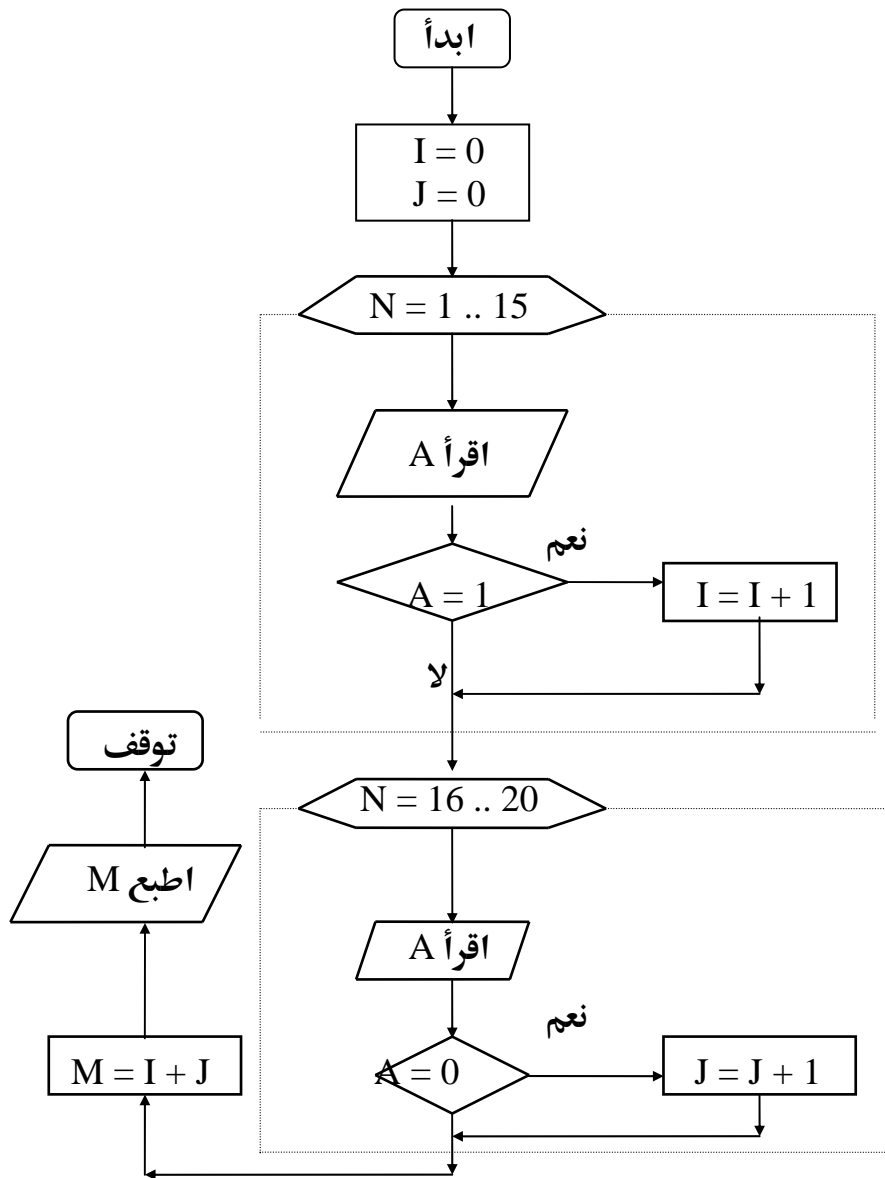 ابدأ
I = 0
J = 0
N = 1 .. 15
اقرأ A
نعم
A = 1
I = I + 1
لا
N = 16 .. 20
اقرأ A
نعم
A = 0
J = J + 1
M = I + J
اطبع M
توقف